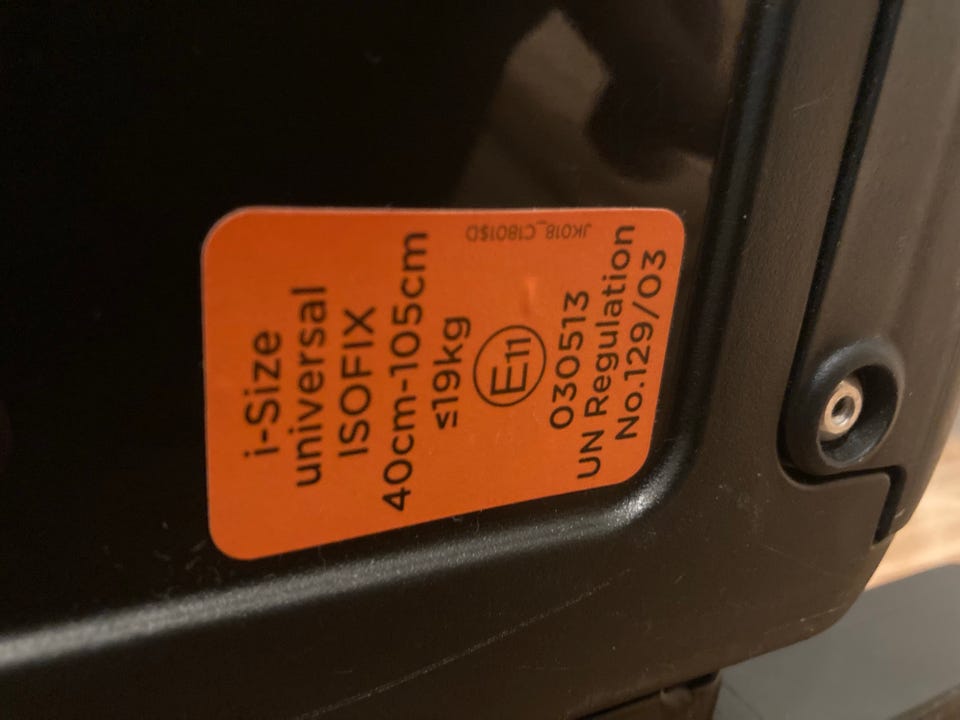 i-Size
universal
ISOFIX
40cm-105cm
≤19kg
E11
030513
UN Regulation
No.129/03
JK018_C1801$D